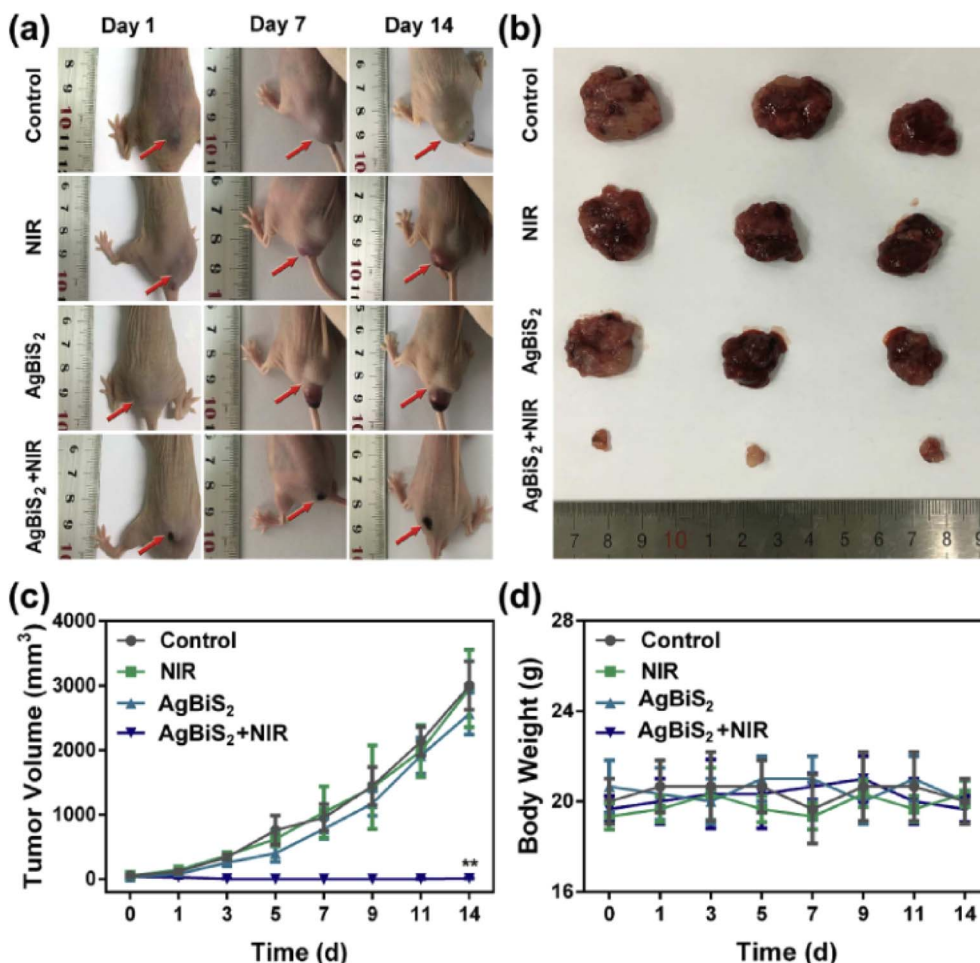 (a)
Day 1
Day 7
Day 14
Control
NIR
AgBiS₂
AgBiS₂ +NIR
(b)
Control
NIR
AgBiS₂
AgBiS₂ +NIR
7 8 9 10 1 2 3 4 5 6 7 8 9
(c)
Tumor Volume (mm³)
4000
3000
2000
1000
0
Control
NIR
AgBiS₂
AgBiS₂+NIR
**
0 1 3 5 7 9 11 14
Time (d)
(d)
Body Weight (g)
28
24
20
16
Control
NIR
AgBiS₂
AgBiS₂ +NIR
0 1 3 5 7 9 11 14
Time (d)